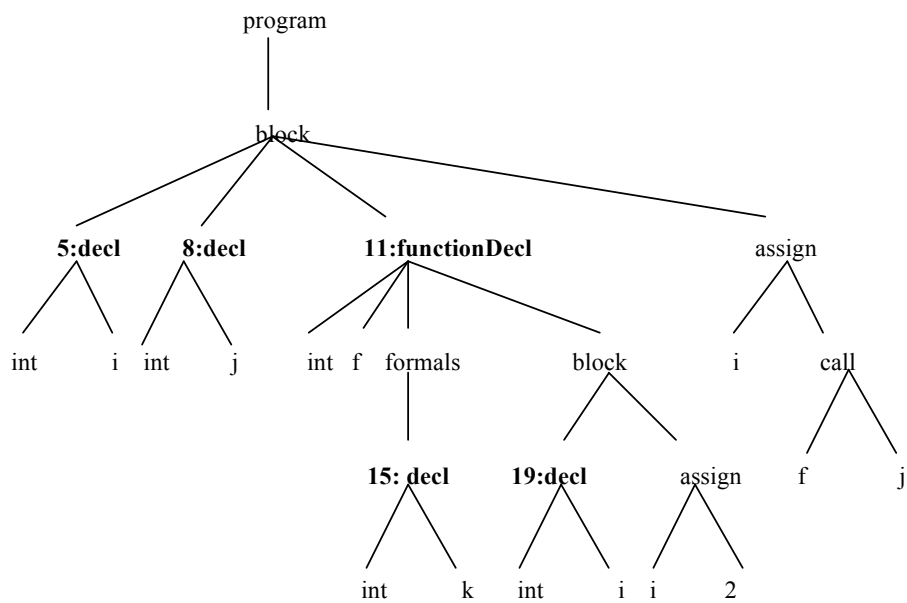 program
block
5:decl 8:decl 11:functionDecl assign
int i int j int f formals block i call
15: decl 19:decl assign f j
int k int i i 2